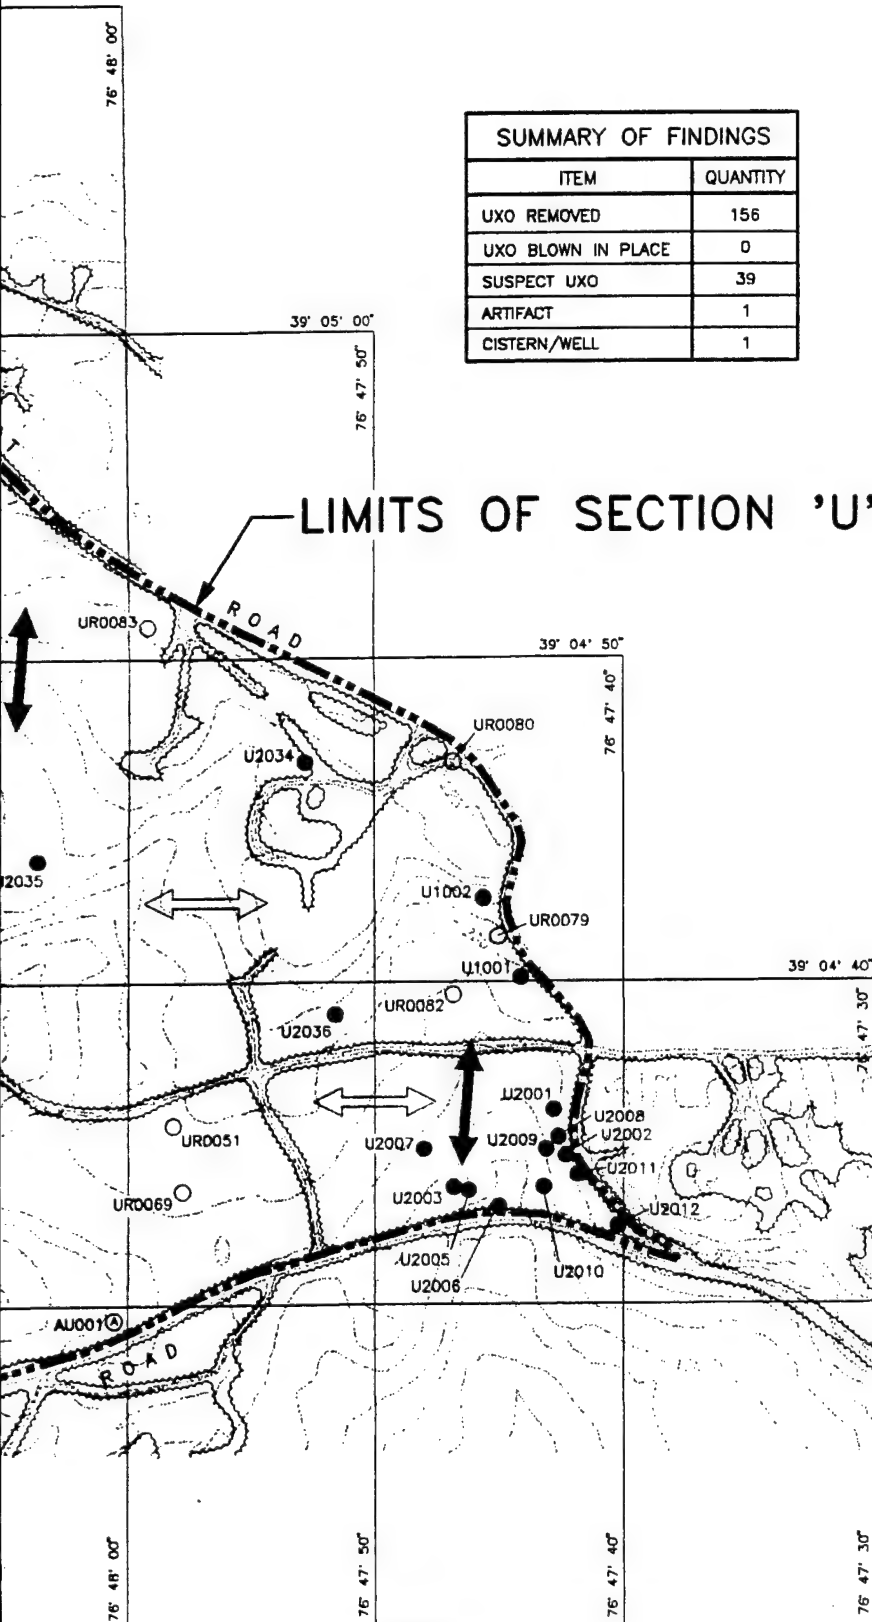 76° 48' 00"
SUMMARY OF FINDINGS
ITEM QUANTITY
UXO REMOVED 156
UXO BLOWN IN PLACE 0
SUSPECT UXO 39
ARTIFACT 1
CISTERN/WELL 1
39° 05' 00"
76° 47' 50"
T
LIMITS OF SECTION 'U'
ROAD
UR0083
39° 04' 50"
76° 47' 40"
UR0080
U2034
U2035
U1002
UR0079
U1001
39° 04' 40"
76° 47' 30"
UR0082
U2036
U2001
U2008
UR0051
U2007
U2009
U2002
U2011
UR0069
U2003
U2012
U2005
U2010
U2006
AU001 A
ROAD
76° 48' 00"
76° 47' 50"
76° 47' 40"
76° 47' 30"